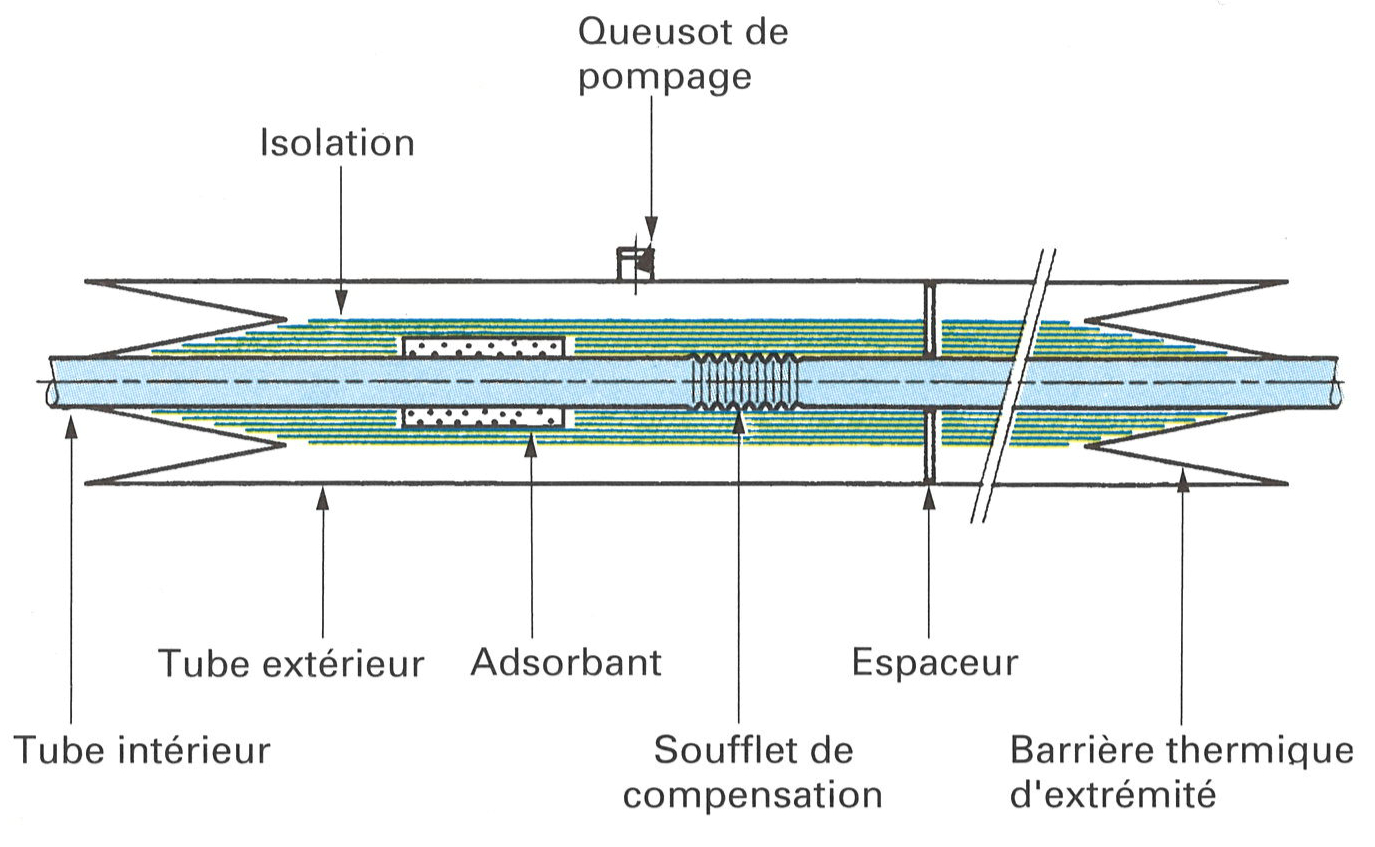 Queusot de
pompage
Isolation
Tube extérieur
Adsorbant
Espaceur
Tube intérieur
Soufflet de
compensation
Barrière thermique
d'extrémité